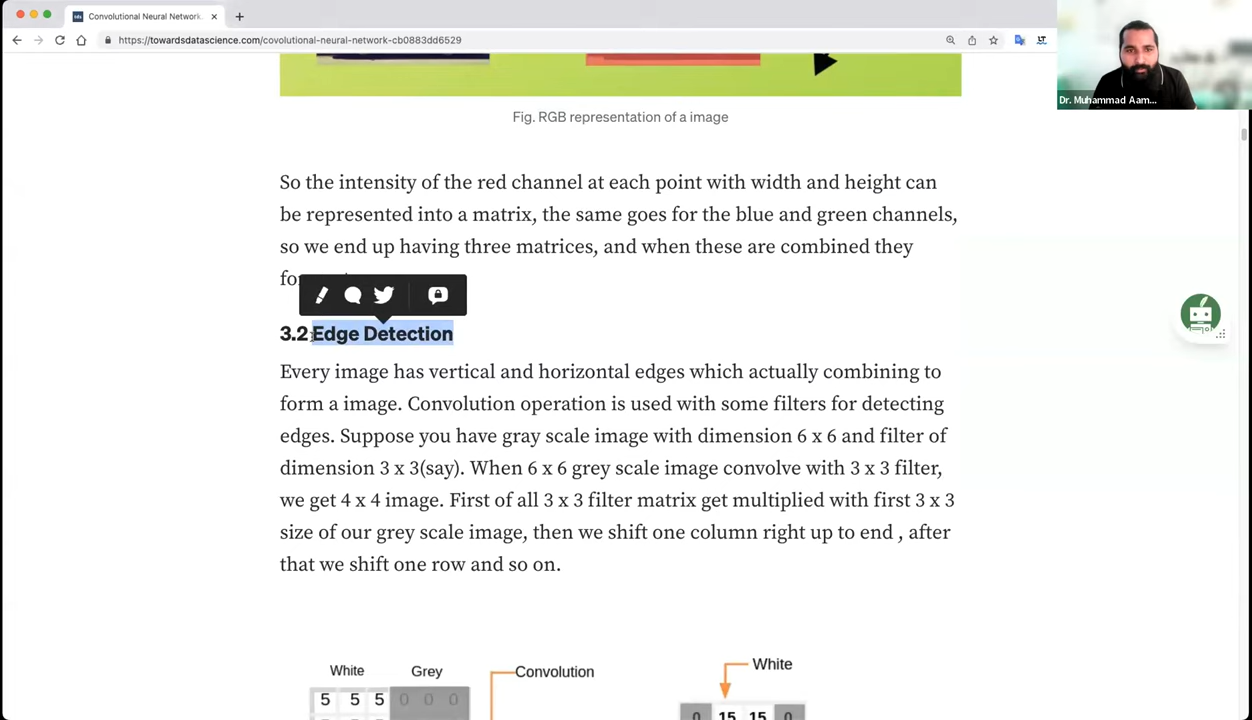 Convolutional Neural Network.
https://towardsdatascience.com/covolutional-neural-network-cb0883dd6529
Dr. Muhammad Aam...
Fig. RGB representation of a image
So the intensity of the red channel at each point with width and height can
be represented into a matrix, the same goes for the blue and green channels,
so we end up having three matrices, and when these are combined they
3.2 Edge Detection
Every image has vertical and horizontal edges which actually combining to
form a image. Convolution operation is used with some filters for detecting
edges. Suppose you have gray scale image with dimension 6 x 6 and filter of
dimension 3 x 3(say). When 6 x 6 grey scale image convolve with 3 x 3 filter,
we get 4 x 4 image. First of all 3 x 3 filter matrix get multiplied with first 3 x 3
size of our grey scale image, then we shift one column right up to end , after
that we shift one row and so on.
White Grey Convolution White
5 5 5 0 0 0
0 15 15 0